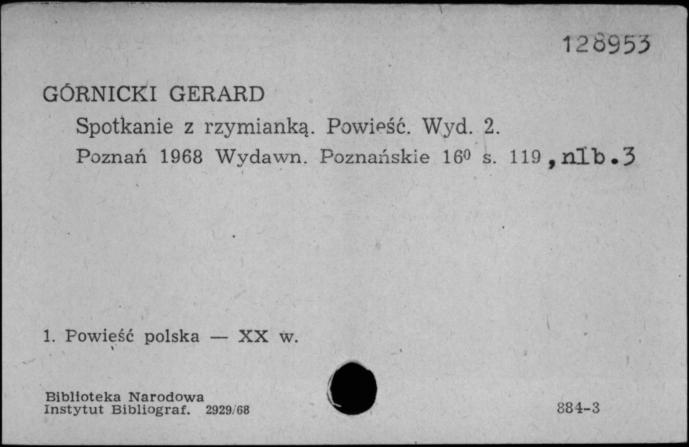 128953
GÓRNICKI GERARD
Spotkanie z rzymianką. Powieść. Wyd. 2.
Poznań 1968 Wydawn. Poznańskie 16⁰ s. 119, nlb.3
1. Powieść polska — XX w.
Biblioteka Narodowa
Instytut Bibliograf. 2929/68
884-3